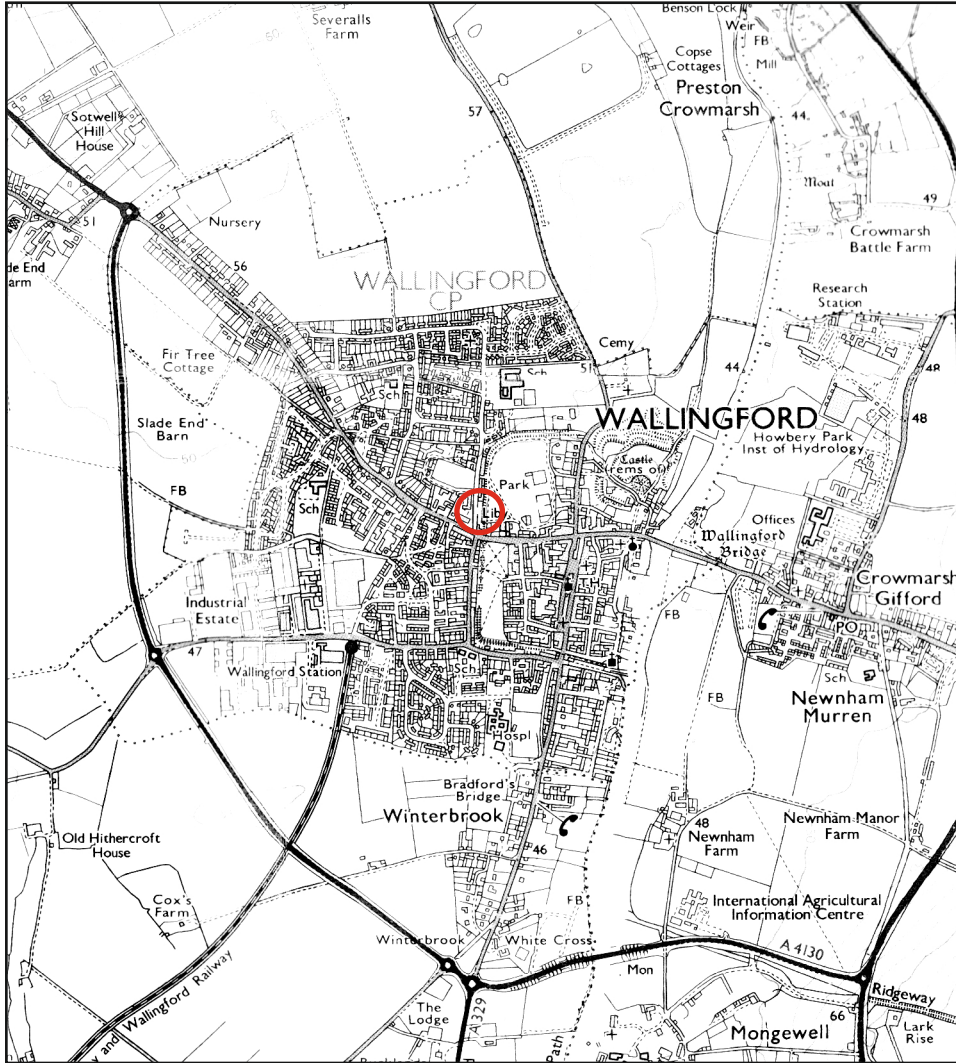 Severalls
Farm
Benson Lock
Weir
FB
Mill
Copse
Cottages
Preston
Crowmarsh
57
44
Sotwell
Hill
House
Moat
51
49
Nursery
Crowmarsh
Battle Farm
56
WALLINGFORD
CP
Research
Station
Cemy
Fir Tree
Cottage
Sch
51
44
48
Sch
WALLINGFORD
48
Slade End
Barn
Howbery Park
Inst of Hydrology
Castle
(rems of)
Park
FB
Sch
Lib
Offices
Wallingford
Bridge
Crowmarsh
Gifford
TH
Industrial
Estate
FB
PO
47
Wallingford Station
Sch
FB
Sch
Newnham
Murren
Hospl
Bradford's
Bridge
Winterbrook
48
Newnham
Farm
Newnham Manor
Farm
Old Hithercroft
House
46
Cox's
Farm
FB
International Agricultural
Information Centre
Winterbrook
White Cross
A 4130
Mon
Wallingford Railway
The
Lodge
A 329
Ridgeway
66
Lark
Rise
Path
Mongewell